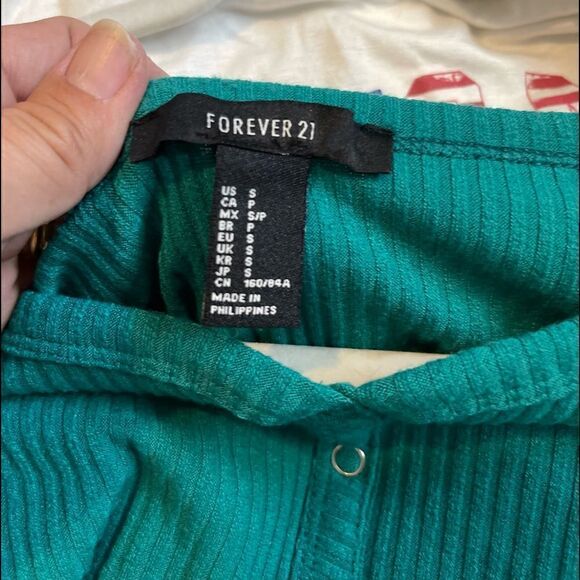 FOREVER 21
US S
CA P
MX S/P
BR P
EU S
UK S
KR S
JP S
CN 160/84A
MADE IN
PHILIPPINES